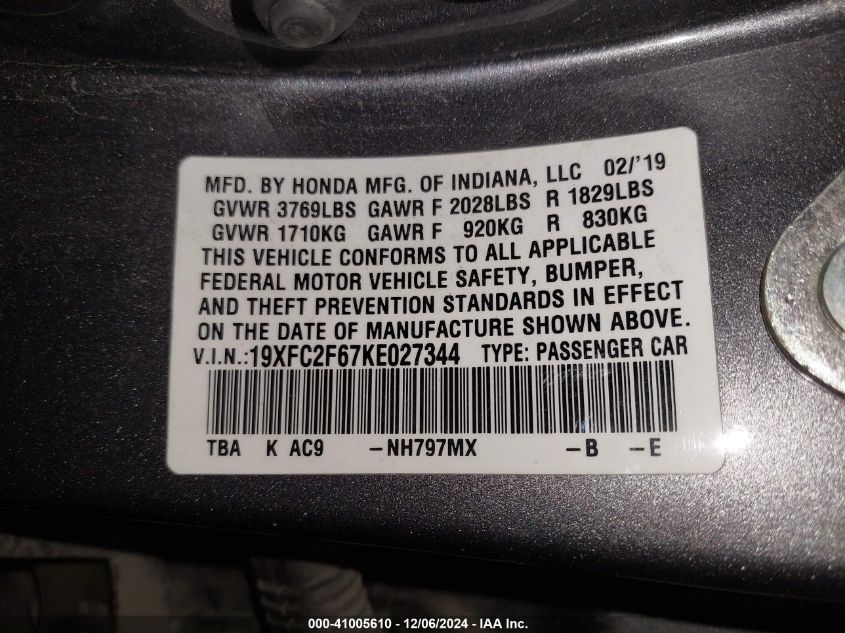 MFD. BY HONDA MFG. OF INDIANA, LLC 02/'19
GVWR 3769LBS GAWR F 2028LBS R 1829LBS
GVWR 1710KG GAWR F 920KG R 830KG
THIS VEHICLE CONFORMS TO ALL APPLICABLE
FEDERAL MOTOR VEHICLE SAFETY, BUMPER,
AND THEFT PREVENTION STANDARDS IN EFFECT
ON THE DATE OF MANUFACTURE SHOWN ABOVE.
V.I.N.:19XFC2F67KE027344 TYPE: PASSENGER CAR
TBA K AC9 -NH797MX -B -E
000-41005610 - 12/06/2024 - IAA Inc.